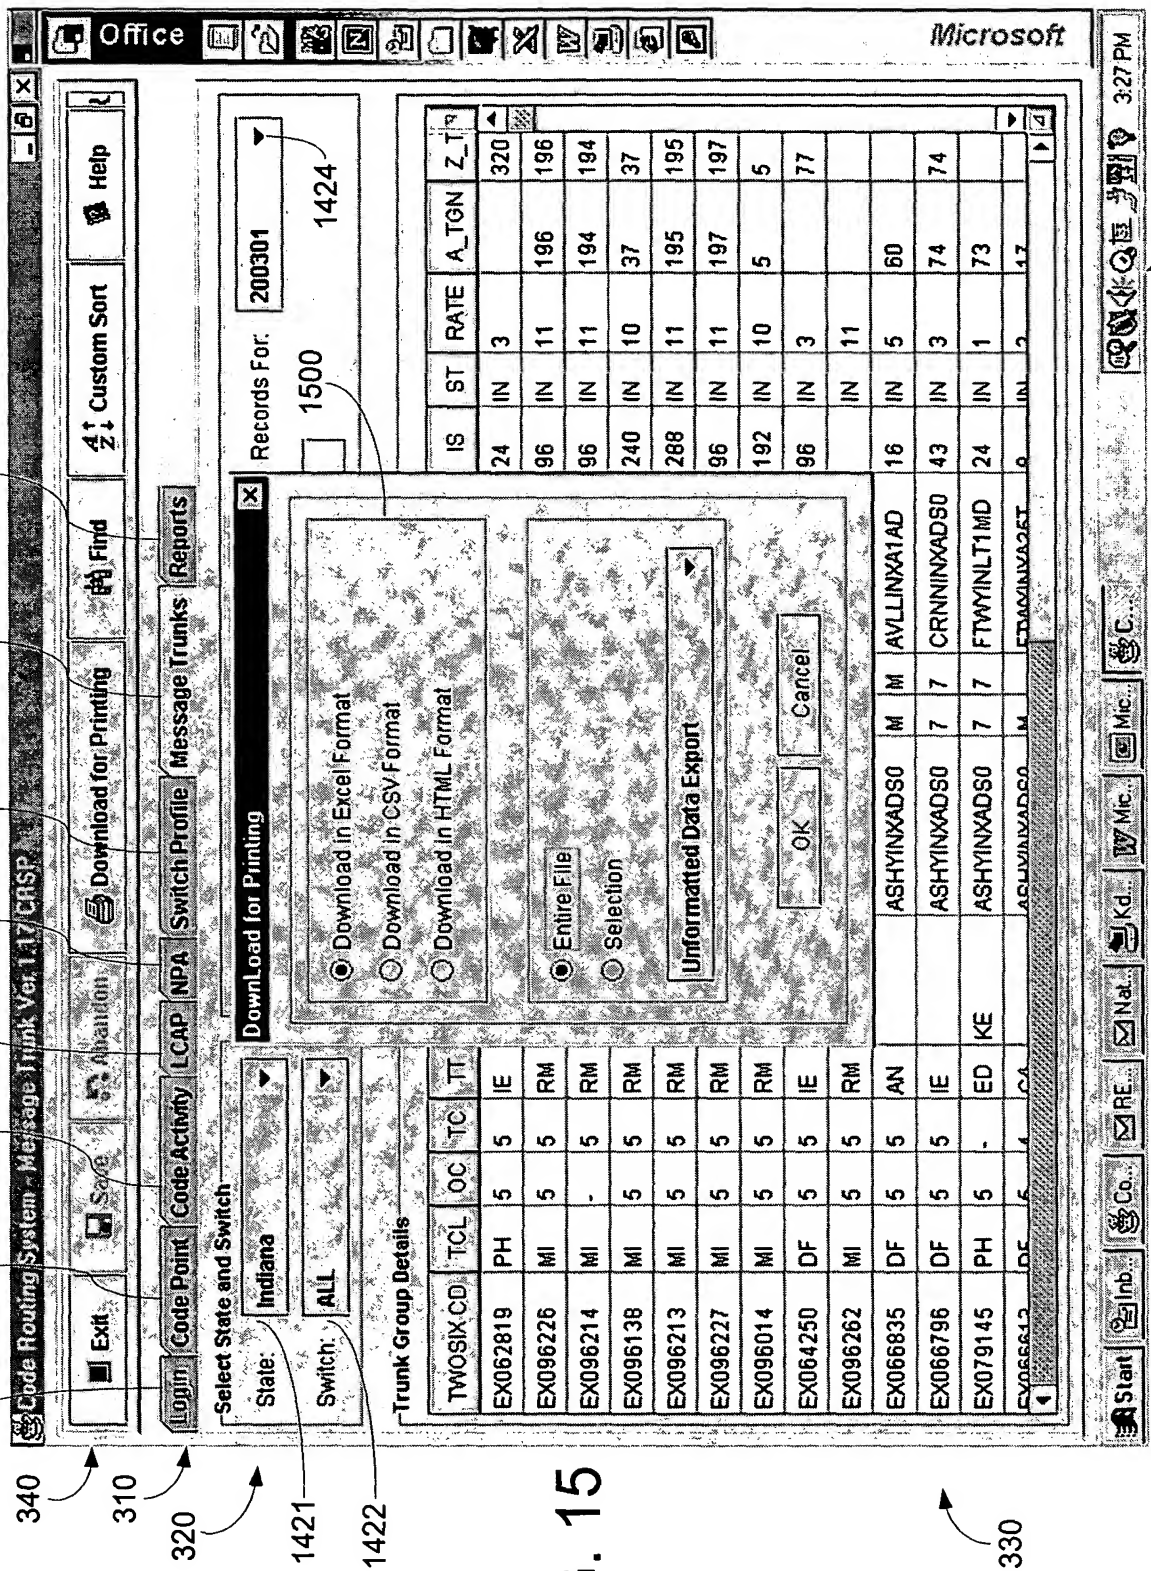 Code Routing System - Message Trunk Ver 1.17 CRSP
Exit Save Abandon Download for Printing Find Custom Sort Help
Login Code Point Code Activity LCAP NPA Switch Profile Message Trunks Reports
Office
Microsoft
Select State and Switch
State: Indiana
Switch: ALL
Records For: 200301
1424
1500
DownLoad for Printing
Download in Excel Format
Download in CSV Format
Download in HTML Format
Entire File
Selection
Unformatted Data Export
OK Cancel
Trunk Group Details
TWOSIX.CD TCL OC TC TT IS ST RATE A_TGN Z_T
EX062819 PH 5 5 IE 24 IN 3 320
EX096226 MI 5 5 RM 96 IN 11 196 196
EX096214 MI - 5 RM 96 IN 11 194 194
EX096138 MI 5 5 RM 240 IN 10 37 37
EX096213 MI 5 5 RM 288 IN 11 195 195
EX096227 MI 5 5 RM 96 IN 11 197 197
EX096014 MI 5 5 RM 192 IN 10 5 5
EX064250 DF 5 5 IE 96 IN 3 77
EX096262 MI 5 5 RM IN 11
EX066835 DF 5 5 AN ASHYINXADS0 M M AVLLINXA1AD 16 IN 5 60
EX066796 DF 5 5 IE ASHYINXADS0 7 7 CRNNINXADS0 43 IN 3 74 74
EX079145 PH 5 - ED KE ASHYINXADS0 7 7 FTWYINLT1MD 24 IN 1 73
Start Inb... Co... RE... Nat... Kd... Mic... Mic... C... 3:27 PM
340
310
320
1421
1422
15
330